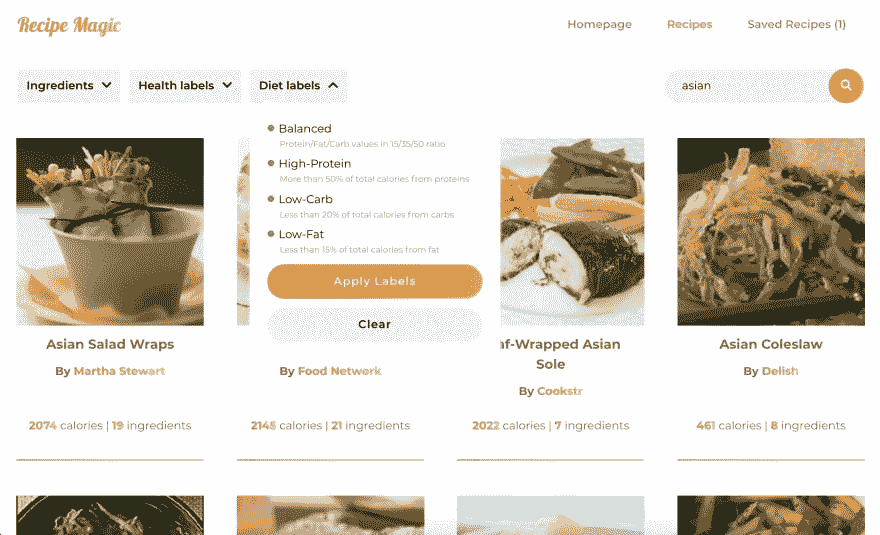 Recipe Magic
Homepage
Recipes
Saved Recipes (1)
Ingredients
Health labels
Diet labels
asian
Balanced
Protein/Fat/Carb values in 15/35/50 ratio
High-Protein
More than 50% of total calories from proteins
Low-Carb
Less than 20% of total calories from carbs
Low-Fat
Less than 15% of total calories from fat
Apply Labels
Clear
Asian Salad Wraps
By Martha Stewart
2074 calories | 19 ingredients
By Food Network
2145 calories | 21 ingredients
af-Wrapped Asian
Sole
By Cookstr
2022 calories | 7 ingredients
Asian Coleslaw
By Delish
461 calories | 8 ingredients